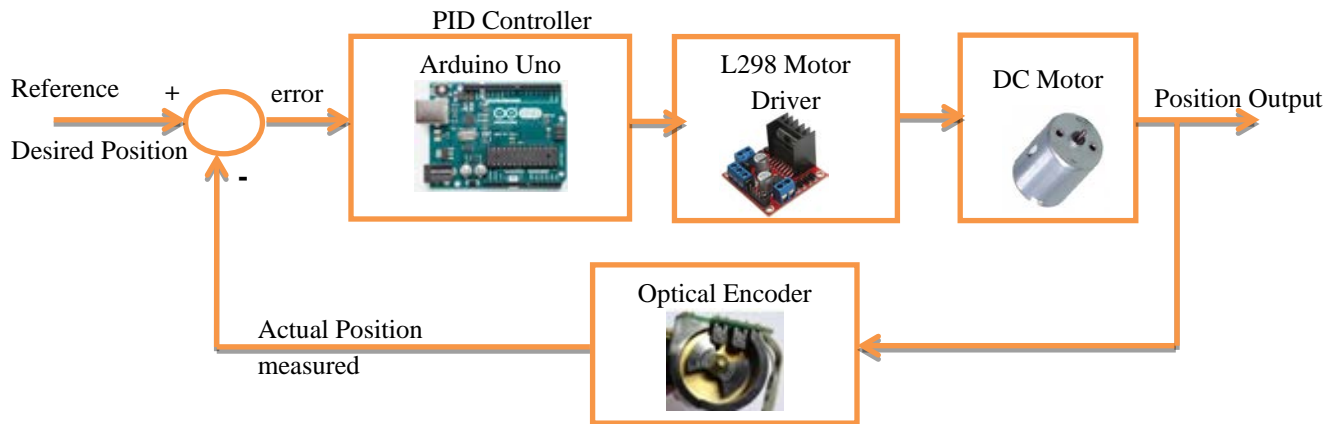 PID Controller
Arduino Uno
L298 Motor
Driver
DC Motor
Reference
+
error
Position Output
Desired Position
-
Optical Encoder
Actual Position
measured